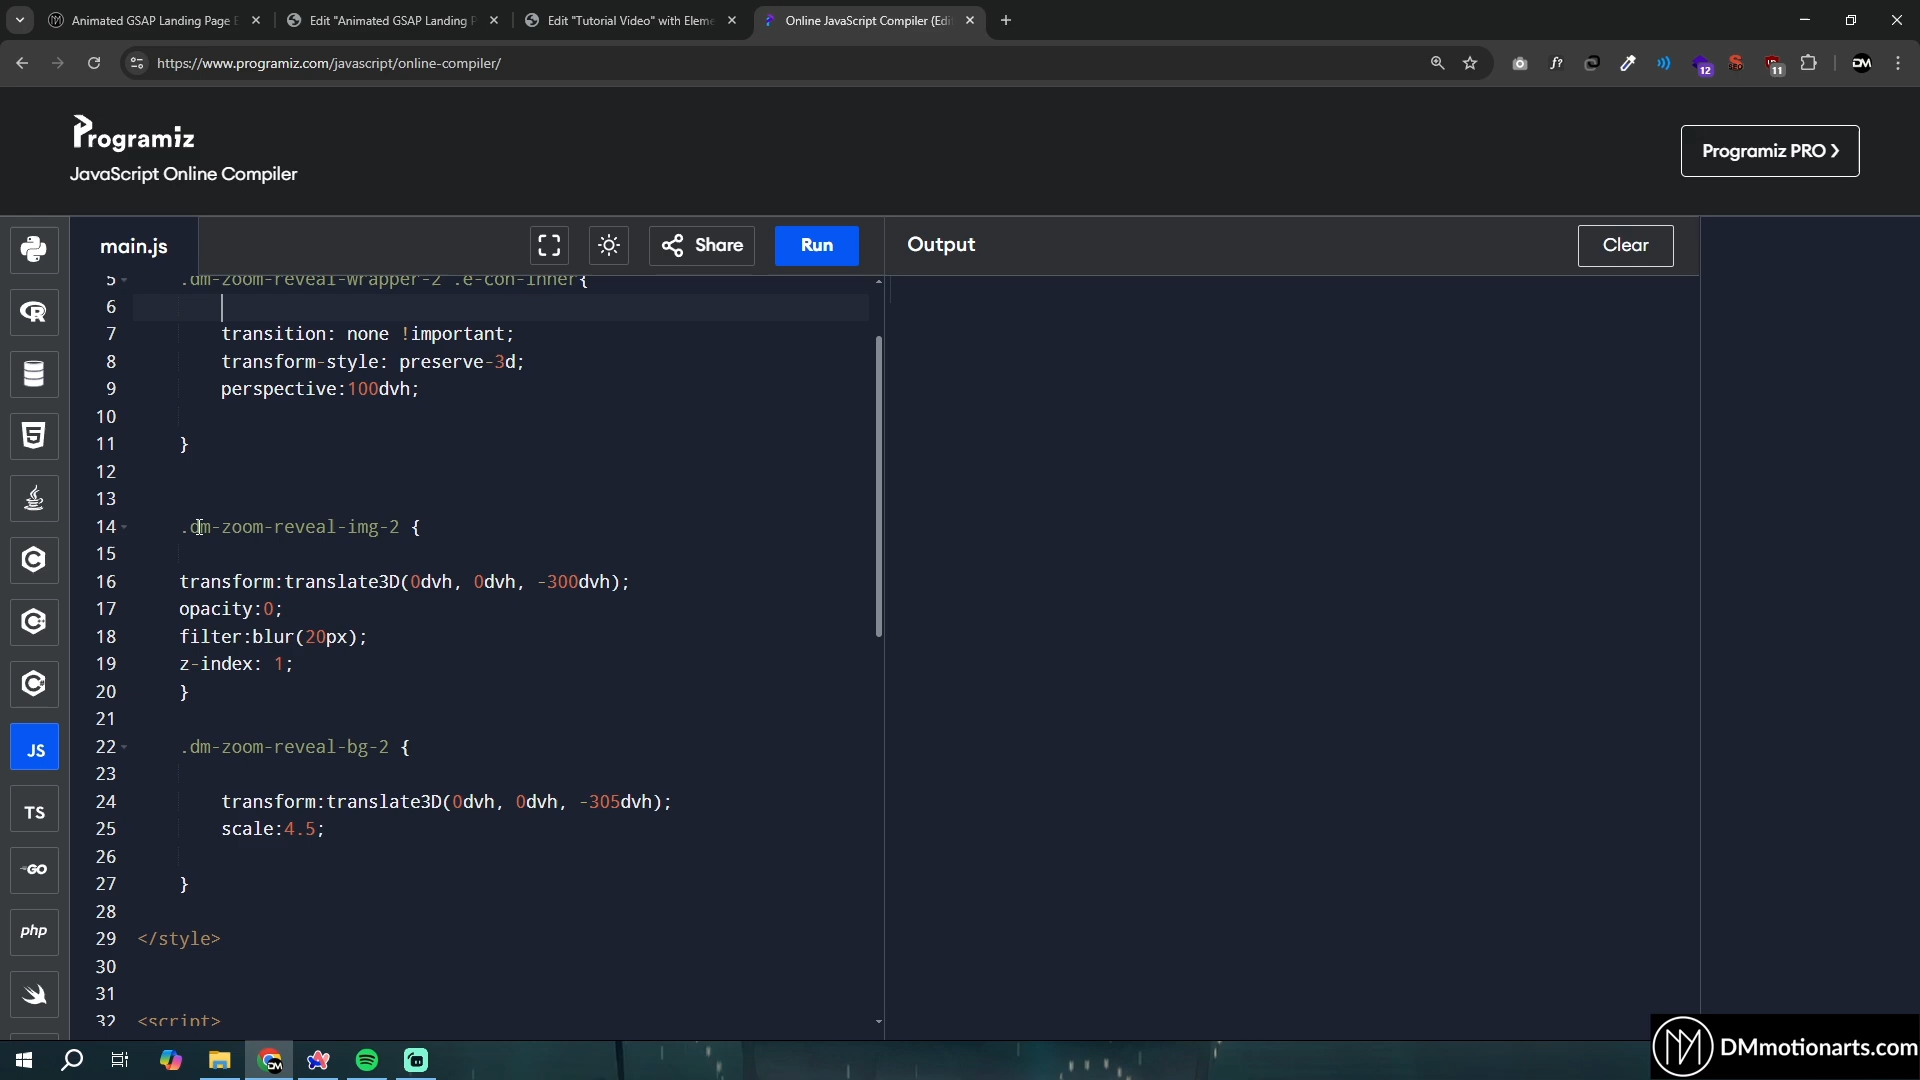 Animated GSAP Landing Page E
Edit "Animated GSAP Landing P
Edit "Tutorial Video" with Eleme
Online JavaScript Compiler (Edi
https://www.programiz.com/javascript/online-compiler/
12
SEO
11
DM
Programiz
JavaScript Online Compiler
Programiz PRO ❯
main.js
Share
Run
Output
Clear
5 .dm-zoom-reveal-wrapper-2 .e-con-inner{
6
7 transition: none !important;
8 transform-style: preserve-3d;
9 perspective:100dvh;
10
11 }
12
13
14 .dm-zoom-reveal-img-2 {
15
16 transform:translate3D(0dvh, 0dvh, -300dvh);
17 opacity:0;
18 filter:blur(20px);
19 z-index: 1;
20 }
21
22 .dm-zoom-reveal-bg-2 {
23
24 transform:translate3D(0dvh, 0dvh, -305dvh);
25 scale:4.5;
26
27 }
28
29 </style>
30
31
32 <script>
JS
TS
GO
php
DMmotionarts.com